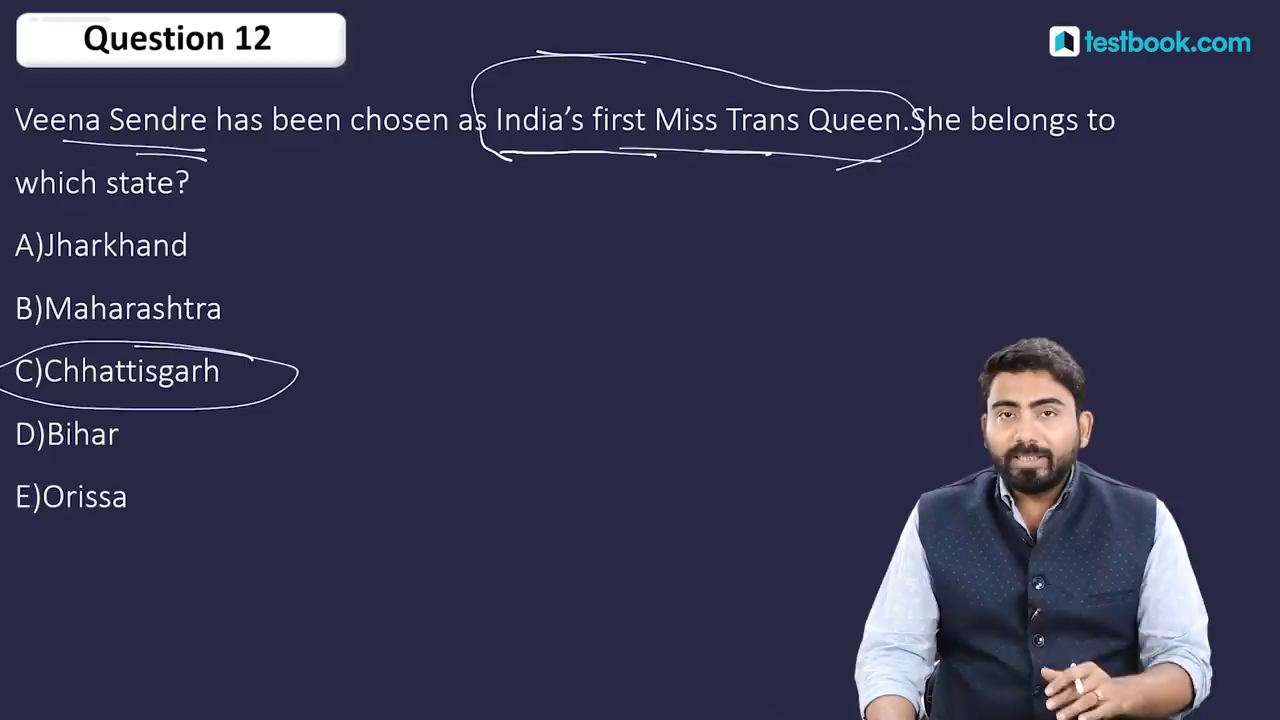 Question 12
testbook.com
Veena Sendre has been chosen as India’s first Miss Trans Queen.She belongs to
which state?
A)Jharkhand
B)Maharashtra
C)Chhattisgarh
D)Bihar
E)Orissa